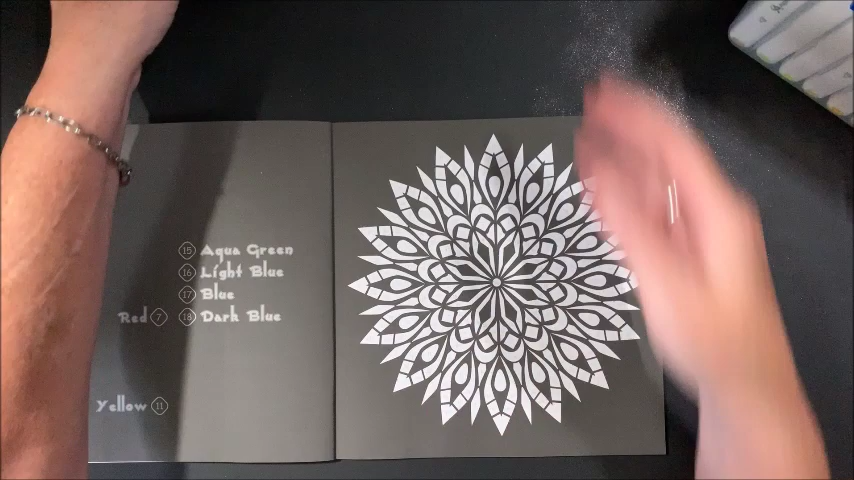 15 Aqua Green
16 Light Blue
17 Blue
Red 7 18 Dark Blue
Yellow 11